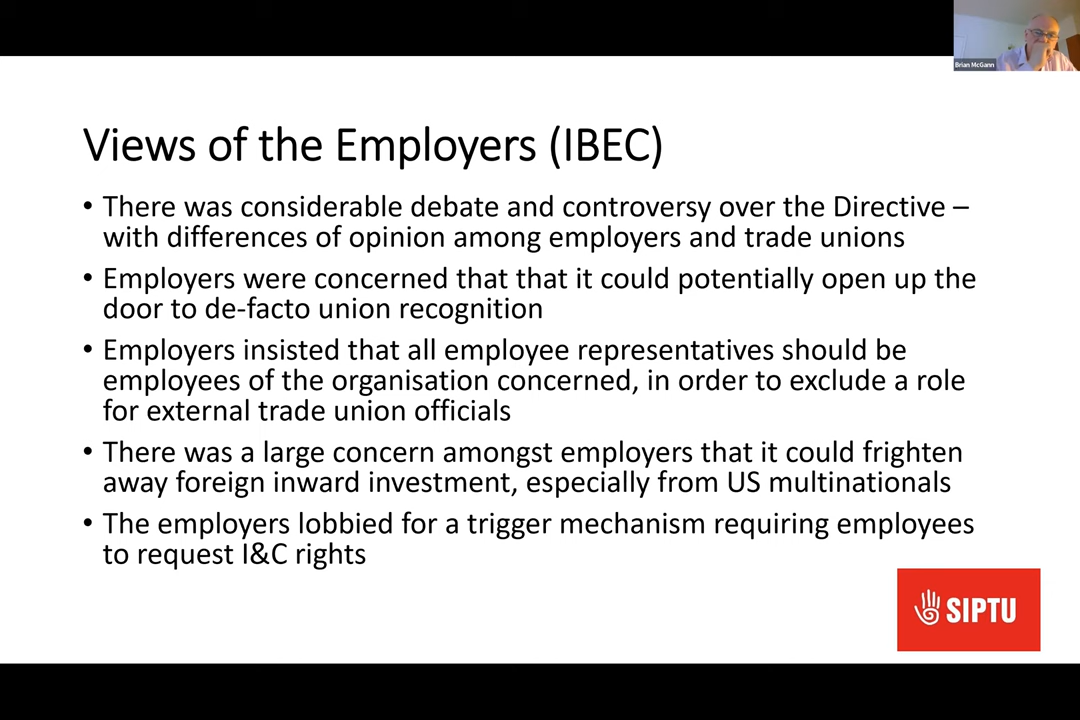 Brian McGann
Views of the Employers (IBEC)
• There was considerable debate and controversy over the Directive –
with differences of opinion among employers and trade unions
• Employers were concerned that that it could potentially open up the
door to de-facto union recognition
• Employers insisted that all employee representatives should be
employees of the organisation concerned, in order to exclude a role
for external trade union officials
• There was a large concern amongst employers that it could frighten
away foreign inward investment, especially from US multinationals
• The employers lobbied for a trigger mechanism requiring employees
to request I&C rights
SIPTU